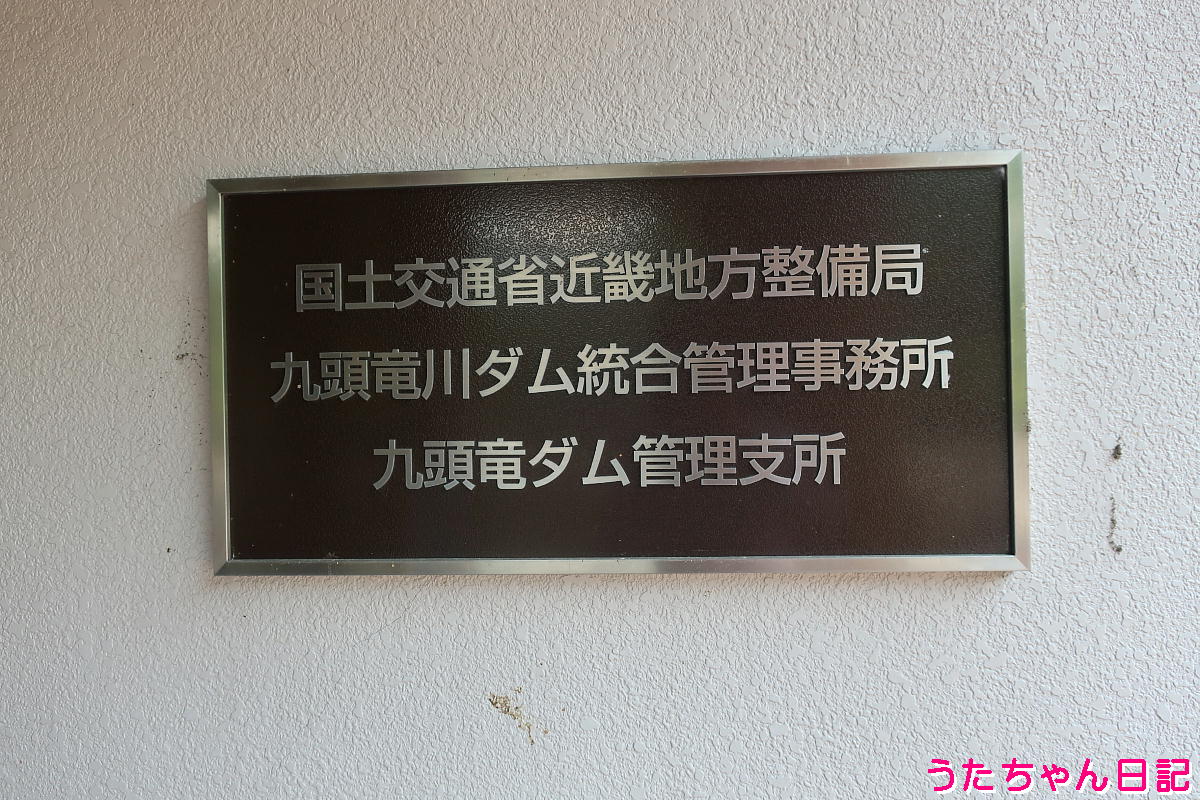 国土交通省近畿地方整備局
九頭竜川ダム統合管理事務所
九頭竜ダム管理支所
うたちゃん日記